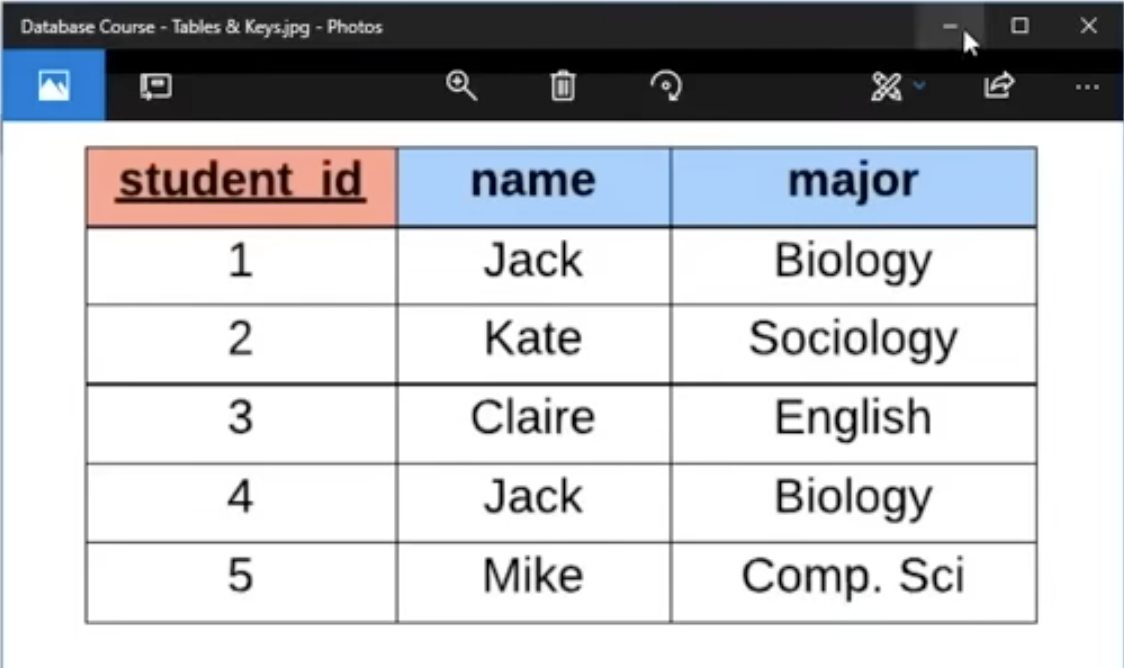 Database Course - Tables & Keys.jpg - Photos
student_id name major
1 Jack Biology
2 Kate Sociology
3 Claire English
4 Jack Biology
5 Mike Comp. Sci